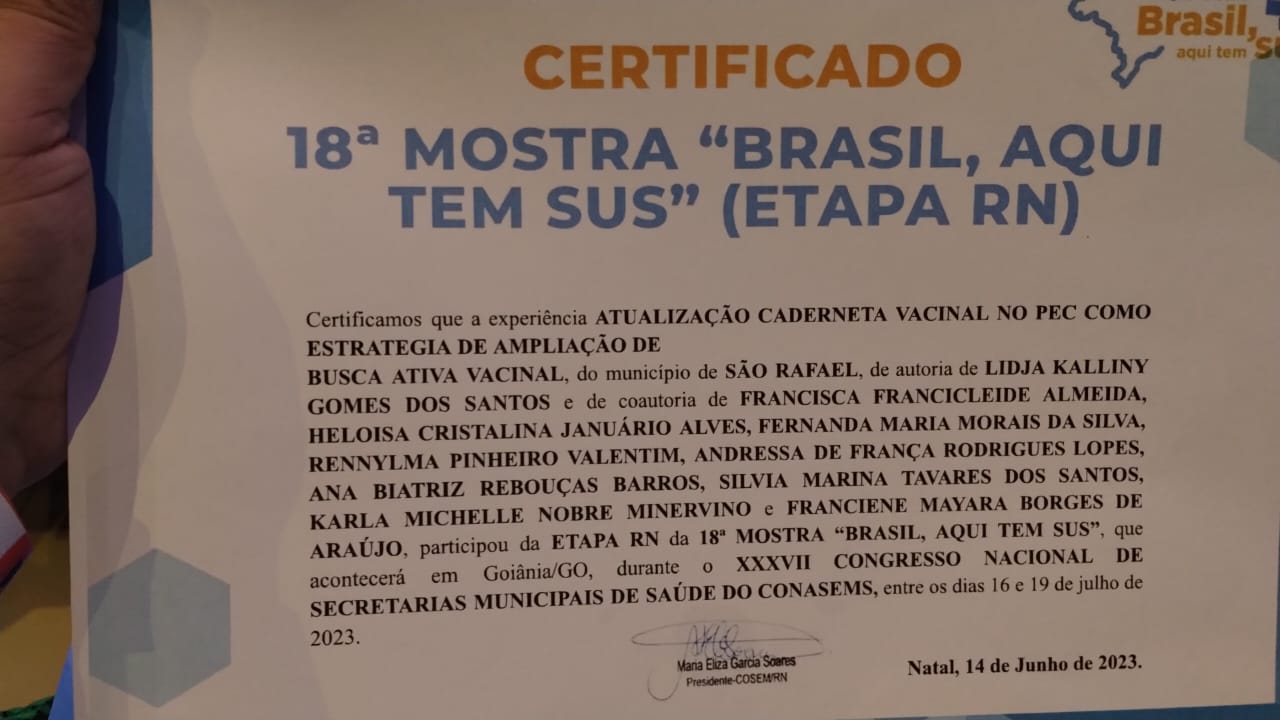 Brasil,
aqui tem
CERTIFICADO
18ª MOSTRA “BRASIL, AQUI
TEM SUS” (ETAPA RN)
Certificamos que a experiência ATUALIZAÇÃO CADERNETA VACINAL NO PEC COMO
ESTRATEGIA DE AMPLIAÇÃO DE
BUSCA ATIVA VACINAL, do município de SÃO RAFAEL, de autoria de LIDJA KALLINY
GOMES DOS SANTOS e de coautoria de FRANCISCA FRANCICLEIDE ALMEIDA,
HELOISA CRISTALINA JANUÁRIO ALVES, FERNANDA MARIA MORAIS DA SILVA,
RENNYLMA PINHEIRO VALENTIM, ANDRESSA DE FRANÇA RODRIGUES LOPES,
ANA BIATRIZ REBOUÇAS BARROS, SILVIA MARINA TAVARES DOS SANTOS,
KARLA MICHELLE NOBRE MINERVINO e FRANCIENE MAYARA BORGES DE
ARAÚJO, participou da ETAPA RN da 18ª MOSTRA “BRASIL, AQUI TEM SUS”, que
acontecerá em Goiânia/GO, durante o XXXVII CONGRESSO NACIONAL DE
SECRETARIAS MUNICIPAIS DE SAÚDE DO CONASEMS, entre os dias 16 e 19 de julho de
2023.
Maria Eliza Garcia Soares
Presidente-COSEM/RN
Natal, 14 de Junho de 2023.